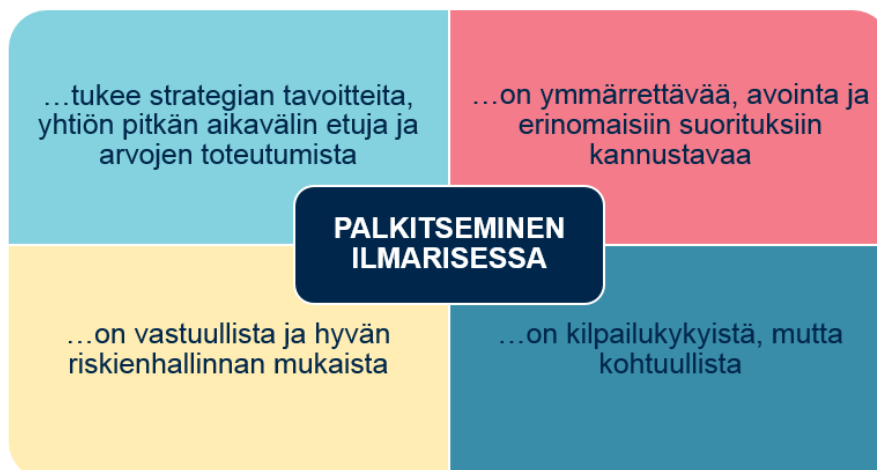 …tukee strategian tavoitteita,
yhtiön pitkän aikavälin etuja ja
arvojen toteutumista
…on ymmärrettävää, avointa ja
erinomaisiin suorituksiin
kannustavaa
PALKITSEMINEN
ILMARISESSA
…on vastuullista ja hyvän
riskienhallinnan mukaista
…on kilpailukykyistä, mutta
kohtuullista